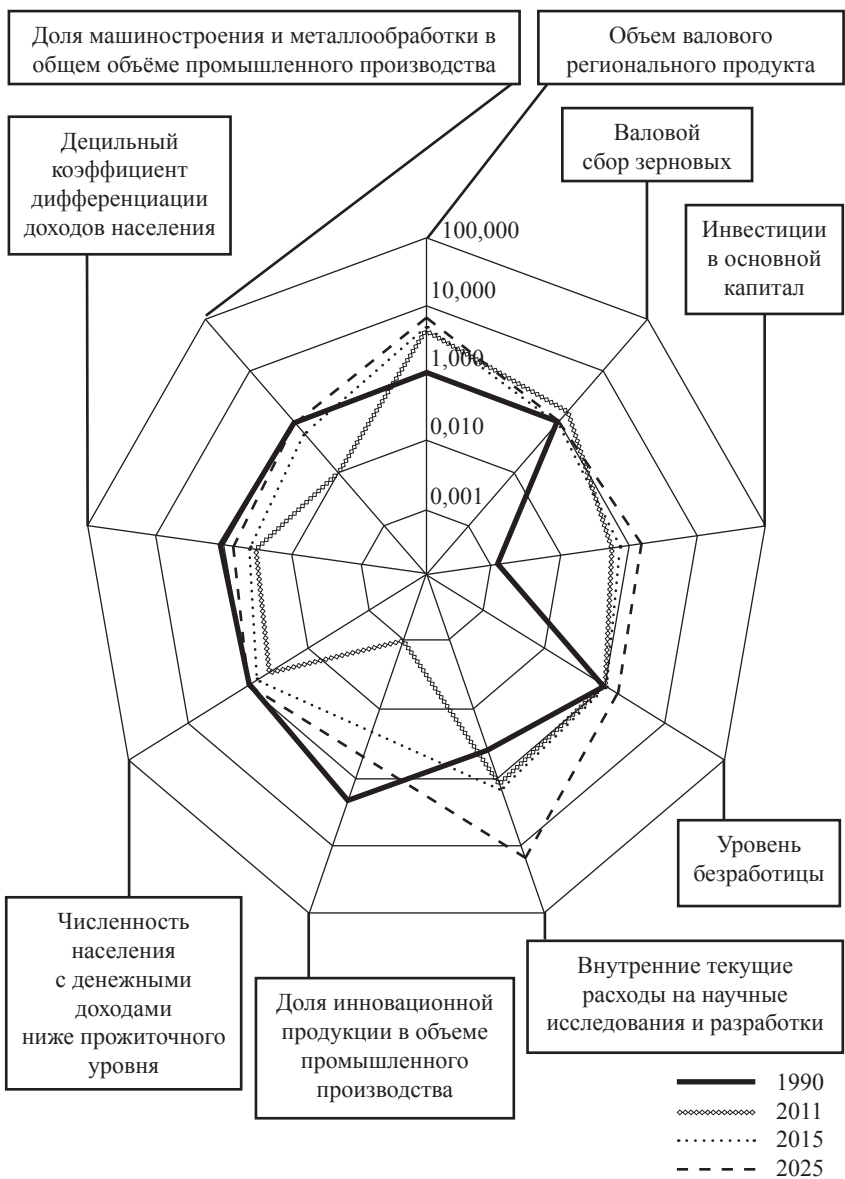 Доля машиностроения и металлообработки в
общем объёме промышленного производства
Объем валового
регионального продукта
Децильный
коэффициент
дифференциации
доходов населения
Валовой
сбор зерновых
Инвестиции
в основной
капитал
100,000
10,000
1,000
0,010
0,001
Уровень
безработицы
Численность
населения
с денежными
доходами
ниже прожиточного
уровня
Доля инновационной
продукции в объеме
промышленного
производства
Внутренние текущие
расходы на научные
исследования и разработки
1990
2011
2015
2025